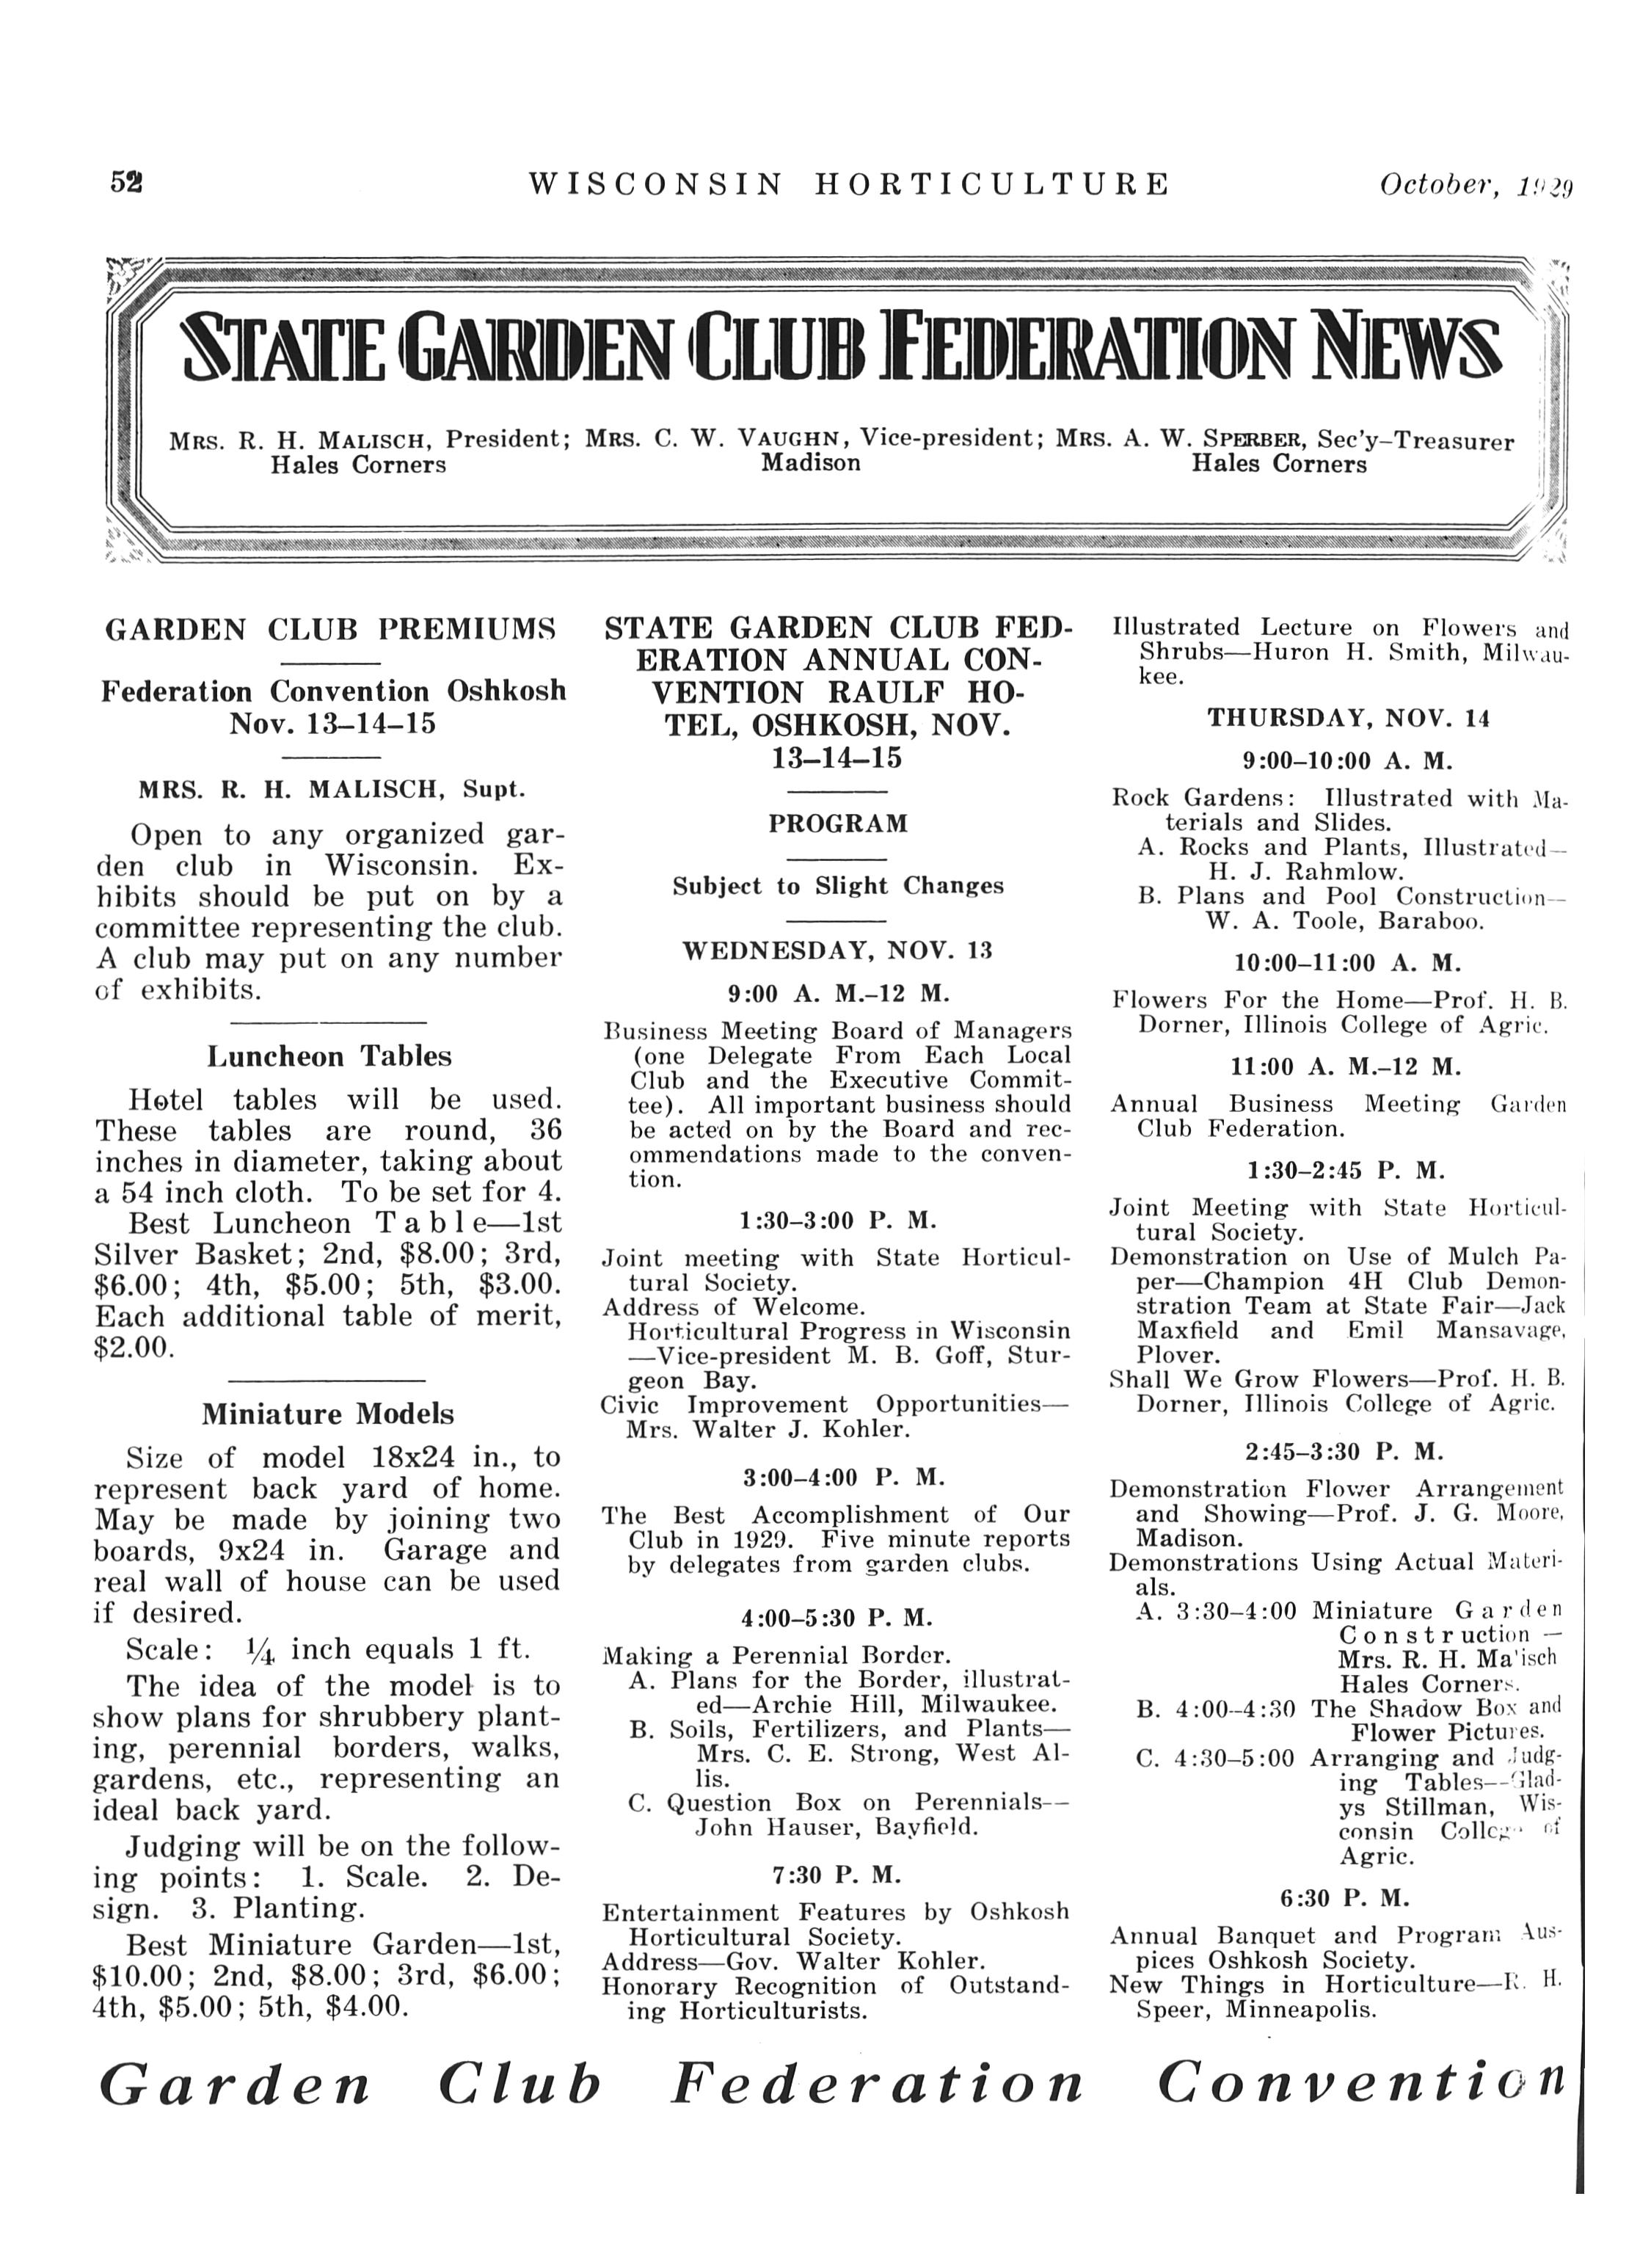 52 WISCONSIN HORTICULTURE October, 1929
STATE GARDEN CLUB FEDERATION NEWS
MRS. R. H. MALISCH, President; MRS. C. W. VAUGHN, Vice-president; MRS. A. W. SPERBER, Sec'y–Treasurer
Hales Corners Madison Hales Corners
GARDEN CLUB PREMIUMS
Federation Convention Oshkosh
Nov. 13–14–15
MRS. R. H. MALISCH, Supt.
Open to any organized gar-
den club in Wisconsin. Ex-
hibits should be put on by a
committee representing the club.
A club may put on any number
of exhibits.
Luncheon Tables
Hotel tables will be used.
These tables are round, 36
inches in diameter, taking about
a 54 inch cloth. To be set for 4.
Best Luncheon Table—1st
Silver Basket; 2nd, $8.00; 3rd,
$6.00; 4th, $5.00; 5th, $3.00.
Each additional table of merit,
$2.00.
Miniature Models
Size of model 18x24 in., to
represent back yard of home.
May be made by joining two
boards, 9x24 in. Garage and
real wall of house can be used
if desired.
Scale: ¼ inch equals 1 ft.
The idea of the model is to
show plans for shrubbery plant-
ing, perennial borders, walks,
gardens, etc., representing an
ideal back yard.
Judging will be on the follow-
ing points: 1. Scale. 2. De-
sign. 3. Planting.
Best Miniature Garden—1st,
$10.00; 2nd, $8.00; 3rd, $6.00;
4th, $5.00; 5th, $4.00.
STATE GARDEN CLUB FED-
ERATION ANNUAL CON-
VENTION RAULF HO-
TEL, OSHKOSH, NOV.
13–14–15
PROGRAM
Subject to Slight Changes
WEDNESDAY, NOV. 13
9:00 A. M.–12 M.
Business Meeting Board of Managers
(one Delegate From Each Local
Club and the Executive Commit-
tee). All important business should
be acted on by the Board and rec-
ommendations made to the conven-
tion.
1:30–3:00 P. M.
Joint meeting with State Horticul-
tural Society.
Address of Welcome.
Horticultural Progress in Wisconsin
—Vice-president M. B. Goff, Stur-
geon Bay.
Civic Improvement Opportunities—
Mrs. Walter J. Kohler.
3:00–4:00 P. M.
The Best Accomplishment of Our
Club in 1929. Five minute reports
by delegates from garden clubs.
4:00–5:30 P. M.
Making a Perennial Border.
A. Plans for the Border, illustrat-
ed—Archie Hill, Milwaukee.
B. Soils, Fertilizers, and Plants—
Mrs. C. E. Strong, West Al-
lis.
C. Question Box on Perennials—
John Hauser, Bayfield.
7:30 P. M.
Entertainment Features by Oshkosh
Horticultural Society.
Address—Gov. Walter Kohler.
Honorary Recognition of Outstand-
ing Horticulturists.
Illustrated Lecture on Flowers and
Shrubs—Huron H. Smith, Milwau-
kee.
THURSDAY, NOV. 14
9:00–10:00 A. M.
Rock Gardens: Illustrated with Ma-
terials and Slides.
A. Rocks and Plants, Illustrated—
H. J. Rahmlow.
B. Plans and Pool Construction—
W. A. Toole, Baraboo.
10:00–11:00 A. M.
Flowers For the Home—Prof. H. B.
Dorner, Illinois College of Agric.
11:00 A. M.–12 M.
Annual Business Meeting Garden
Club Federation.
1:30–2:45 P. M.
Joint Meeting with State Horticul-
tural Society.
Demonstration on Use of Mulch Pa-
per—Champion 4H Club Demon-
stration Team at State Fair—Jack
Maxfield and Emil Mansavage,
Plover.
Shall We Grow Flowers—Prof. H. B.
Dorner, Illinois College of Agric.
2:45–3:30 P. M.
Demonstration Flower Arrangement
and Showing—Prof. J. G. Moore,
Madison.
Demonstrations Using Actual Materi-
als.
A. 3:30–4:00 Miniature Garden
Construction —
Mrs. R. H. Ma'isch
Hales Corners.
B. 4:00–4:30 The Shadow Box and
Flower Pictures.
C. 4:30–5:00 Arranging and Judg-
ing Tables—Glad-
ys Stillman, Wis-
consin College of
Agric.
6:30 P. M.
Annual Banquet and Program Aus-
pices Oshkosh Society.
New Things in Horticulture—R. H.
Speer, Minneapolis.
Garden Club Federation Convention